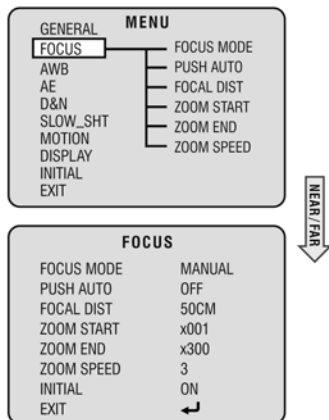 MENU
GENERAL
FOCUS
AWB
AE
D&N
SLOW_SHT
MOTION
DISPLAY
INITIAL
EXIT
FOCUS MODE
PUSH AUTO
FOCAL DIST
ZOOM START
ZOOM END
ZOOM SPEED
NEAR/FAR
FOCUS
FOCUS MODE MANUAL
PUSH AUTO OFF
FOCAL DIST 50CM
ZOOM START x001
ZOOM END x300
ZOOM SPEED 3
INITIAL ON
EXIT ↵